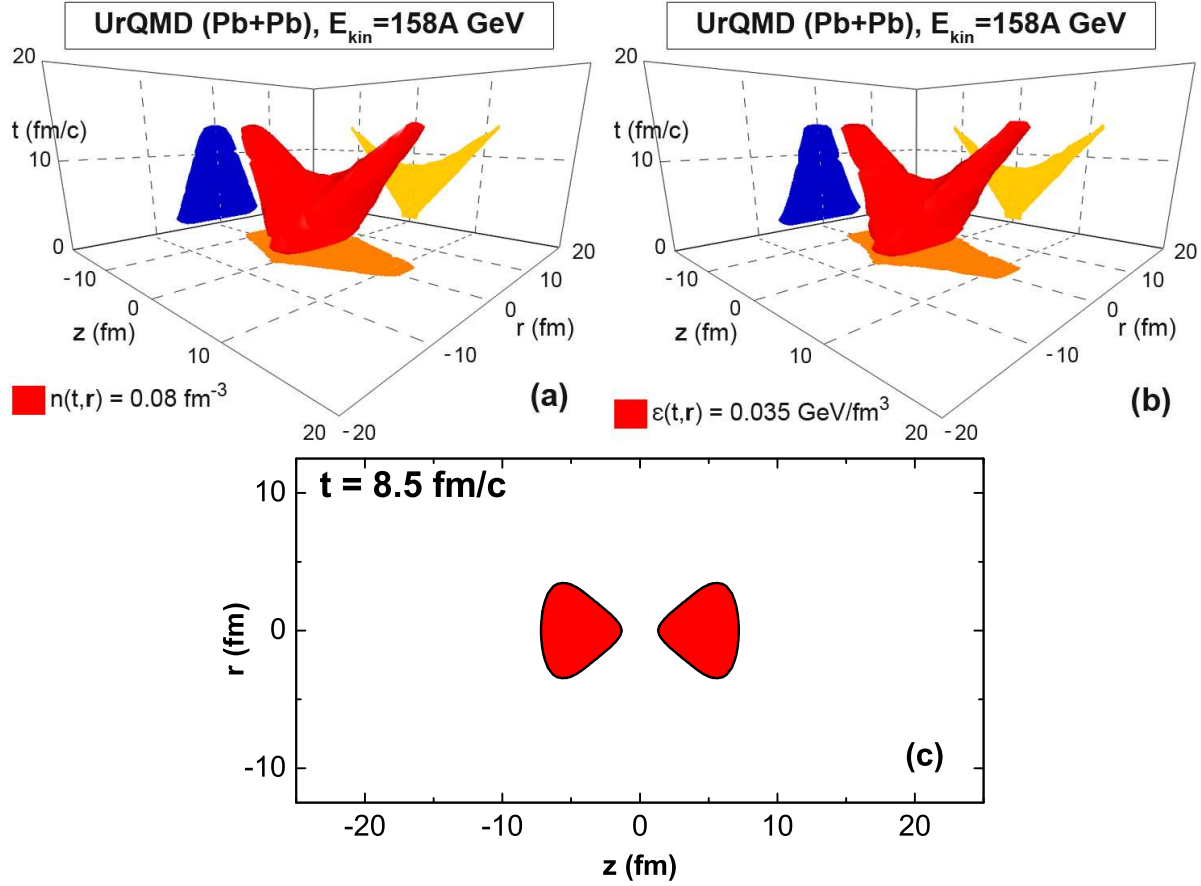 UrQMD (Pb+Pb), E_kin=158A GeV
20
t (fm/c)
10
0
-10
0
z (fm)
10
20
-20
-10
r (fm)
0
10
20
n(t,r) = 0.08 fm⁻³
(a)
UrQMD (Pb+Pb), E_kin=158A GeV
20
t (fm/c)
10
0
-10
0
z (fm)
10
20
-20
-10
r (fm)
0
10
20
ε(t,r) = 0.035 GeV/fm³
(b)
t = 8.5 fm/c
10
0
-10
r (fm)
(c)
-20 -10 0 10 20
z (fm)